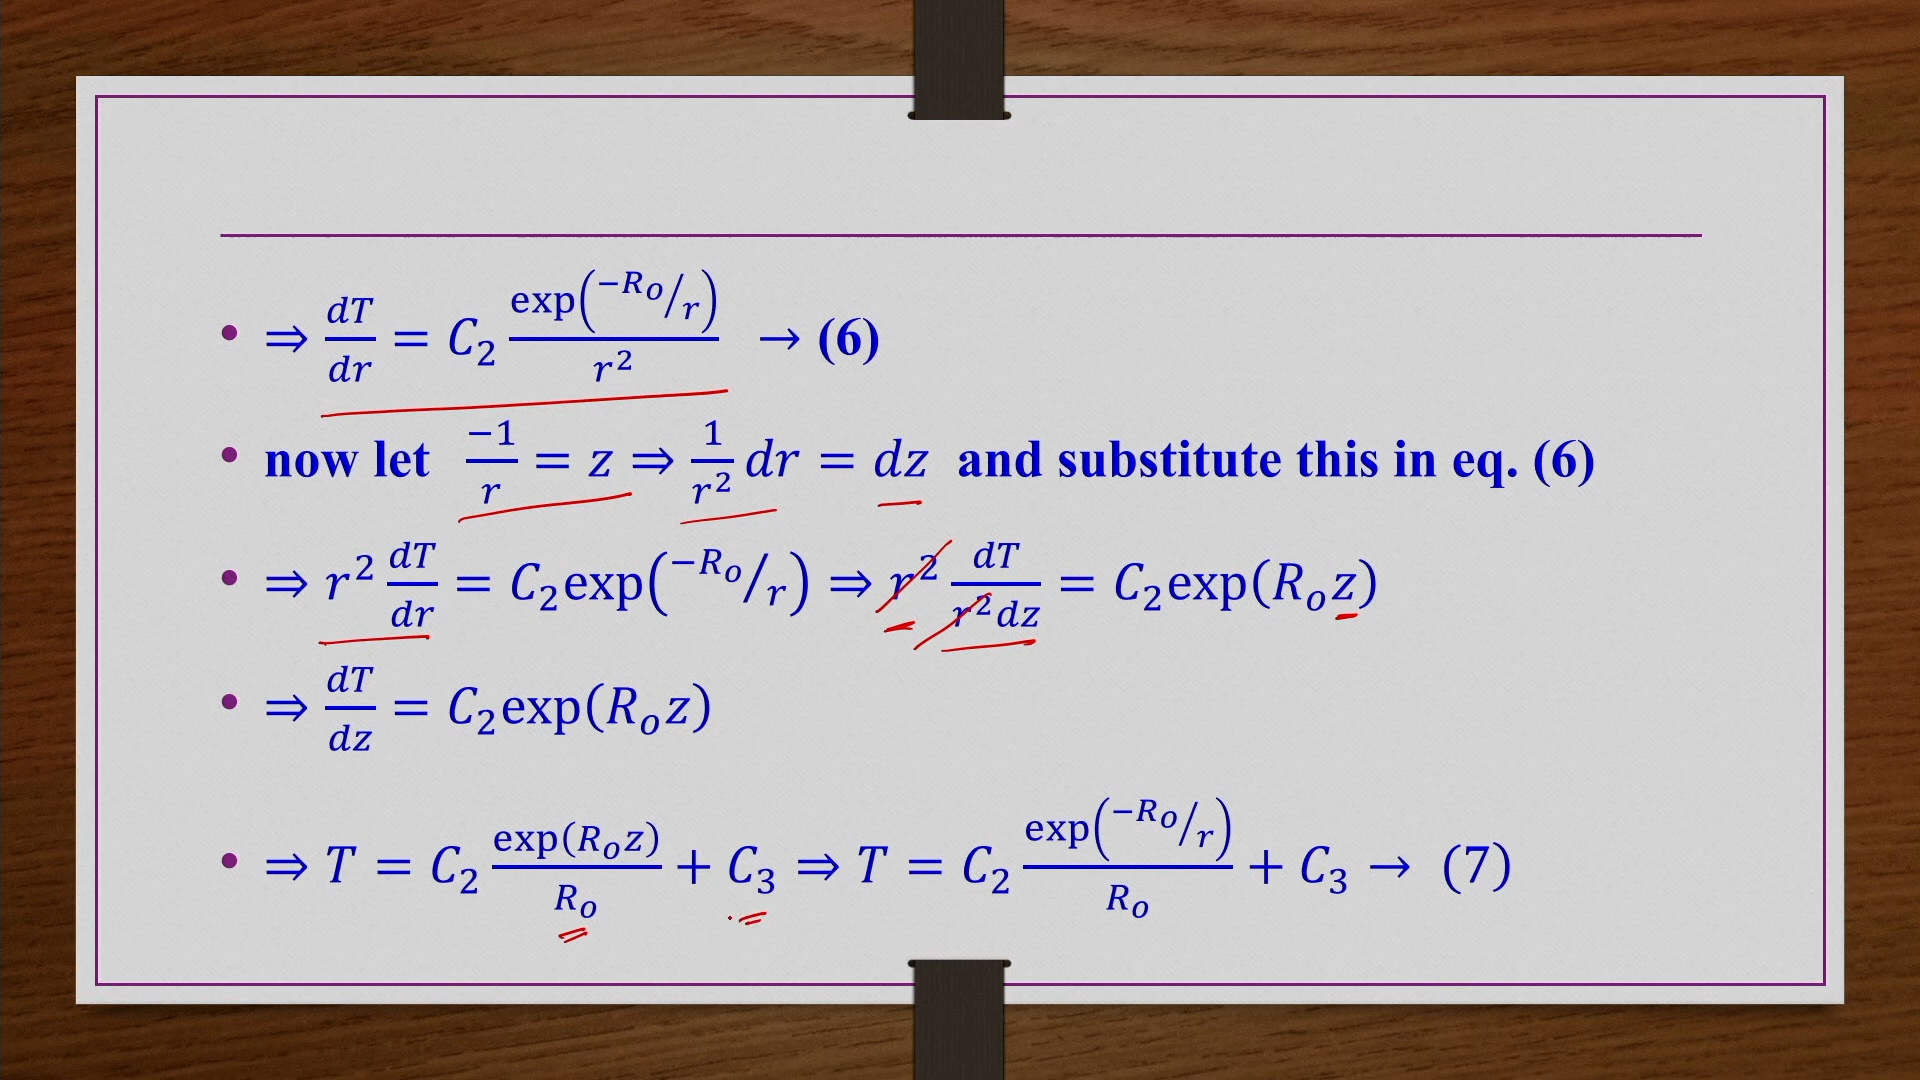 • ⇒ dT/dr = C₂ exp(−R₀/r)/r² → (6)
• now let −1/r = z ⇒ 1/r² dr = dz and substitute this in eq. (6)
• ⇒ r² dT/dr = C₂exp(−R₀/r) ⇒ r² dT/r²dz = C₂exp(R₀z)
• ⇒ dT/dz = C₂exp(R₀z)
• ⇒ T = C₂ exp(R₀z)/R₀ + C₃ ⇒ T = C₂ exp(−R₀/r)/R₀ + C₃ → (7)